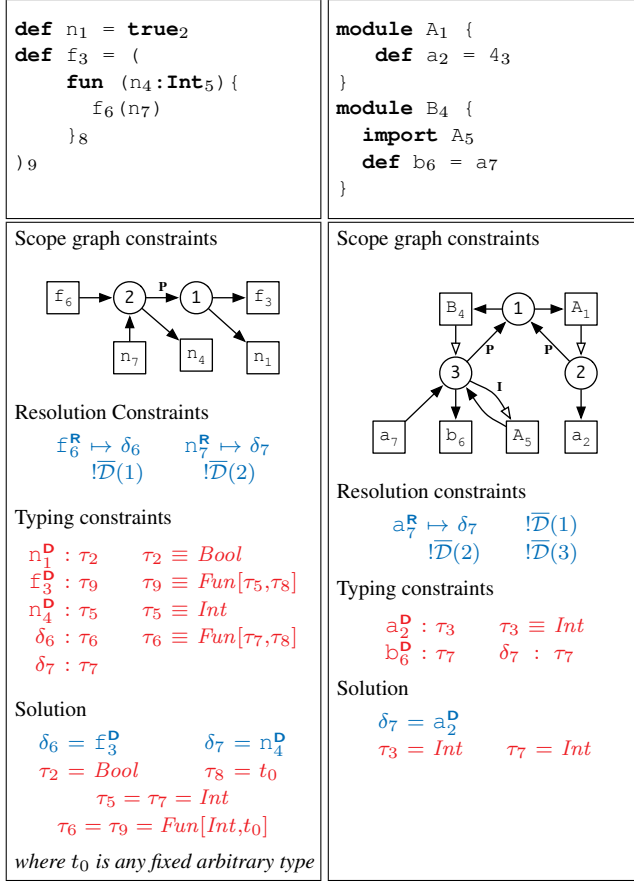 def n₁ = true₂
def f₃ = (
fun (n₄:Int₅){
f₆(n₇)
}₈
)₉
module A₁ {
def a₂ = 4₃
}
module B₄ {
import A₅
def b₆ = a₇
}
Scope graph constraints
f₆ 2 P 1 f₃
n₇ n₄ n₁
Resolution Constraints
f₆ᴿ ↦ δ₆ n₇ᴿ ↦ δ₇
!D̅(1) !D̅(2)
Typing constraints
n₁ᴰ : τ₂ τ₂ ≡ Bool
f₃ᴰ : τ₉ τ₉ ≡ Fun[τ₅,τ₈]
n₄ᴰ : τ₅ τ₅ ≡ Int
δ₆ : τ₆ τ₆ ≡ Fun[τ₇,τ₈]
δ₇ : τ₇
Solution
δ₆ = f₃ᴰ δ₇ = n₄ᴰ
τ₂ = Bool τ₈ = t₀
τ₅ = τ₇ = Int
τ₆ = τ₉ = Fun[Int,t₀]
where t₀ is any fixed arbitrary type
Scope graph constraints
B₄ 1 A₁
P P
3 I 2
a₇ b₆ A₅ a₂
Resolution constraints
a₇ᴿ ↦ δ₇ !D̅(1)
!D̅(2) !D̅(3)
Typing constraints
a₂ᴰ : τ₃ τ₃ ≡ Int
b₆ᴰ : τ₇ δ₇ : τ₇
Solution
δ₇ = a₂ᴰ
τ₃ = Int τ₇ = Int